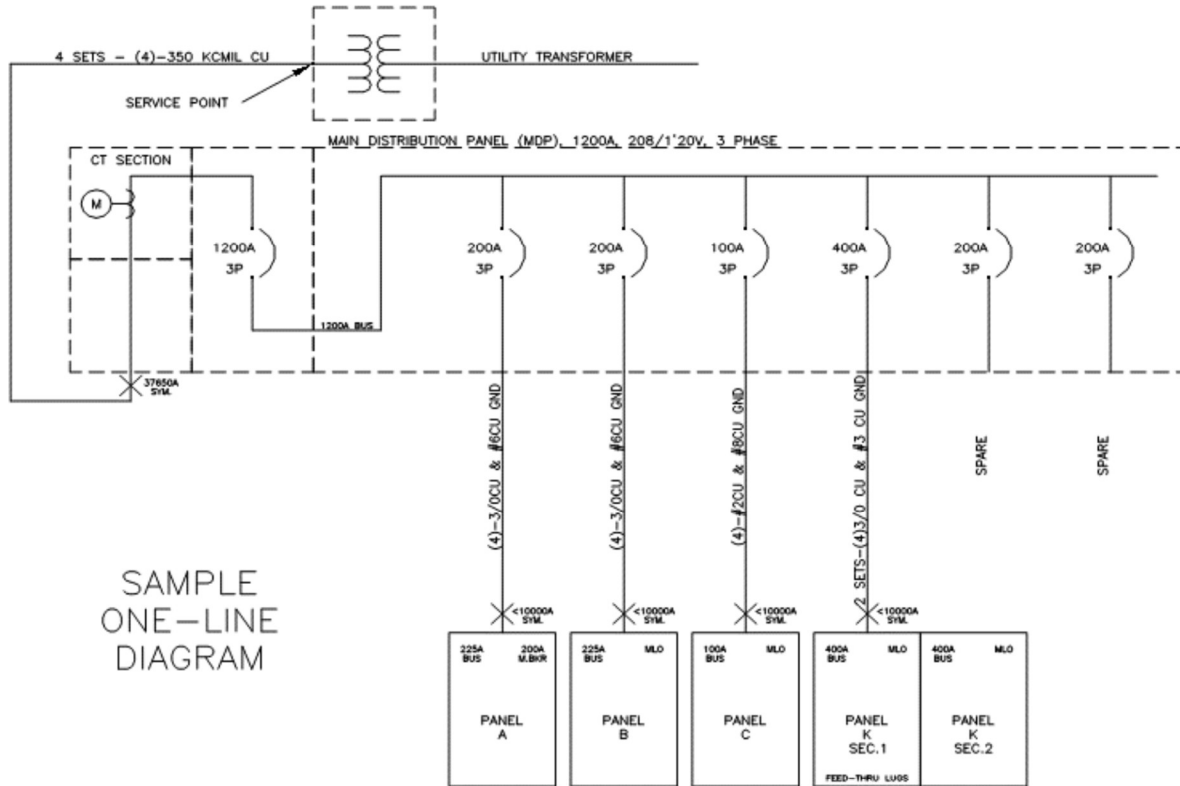 4 SETS - (4)-350 KCMIL CU
UTILITY TRANSFORMER
SERVICE POINT
MAIN DISTRIBUTION PANEL (MDP), 1200A, 208/1'20V, 3 PHASE
CT SECTION
M
1200A
3P
200A
3P
200A
3P
100A
3P
400A
3P
200A
3P
200A
3P
1200A BUS
37650A
SYM.
(4)-3/0CU & #6CU GND
(4)-3/0CU & #6CU GND
(4)-#2CU & #8CU GND
2 SETS-(4)3/0 CU & #3 CU GND
SPARE
SPARE
SAMPLE
ONE-LINE
DIAGRAM
<10000A
SYM.
<10000A
SYM.
<10000A
SYM.
<10000A
SYM.
225A
BUS
200A
M.BKR
PANEL
A
225A
BUS
MLO
PANEL
B
100A
BUS
MLO
PANEL
C
400A
BUS
MLO
PANEL
K
SEC.1
FEED-THRU LUGS
400A
BUS
MLO
PANEL
K
SEC.2